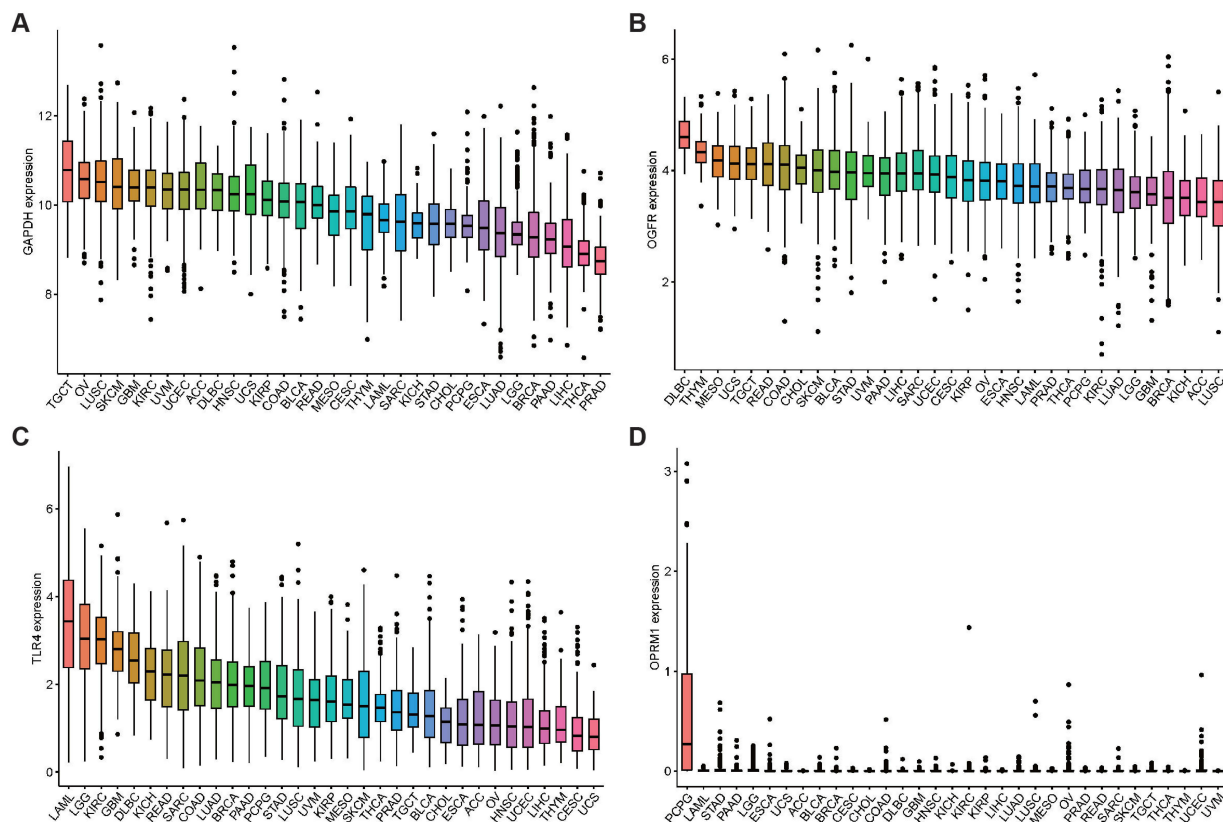 A
GAPDH expression
12
10
8
TGCT OV LUSC SKCM GBM KIRC UVM UCEC ACC DLBC HNSC UCS KIRP COAD BLCA READ MESO CESC THYM LAML SARC KICH STAD CHOL PCPG ESCA LUAD LGG BRCA PAAD LIHC THCA PRAD
B
OGFR expression
6
4
2
DLBC THYM MESO UCS TGCT READ COAD CHOL SKCM BLCA STAD UVM PAAD LIHC SARC UCEC CESC KIRP OV ESCA HNSC LAML PRAD THCA PCPG KIRC LUAD LGG GBM BRCA KICH ACC LUSC
C
TLR4 expression
6
4
2
0
LAML LGG KIRC GBM DLBC KICH READ SARC COAD LUAD BRCA PAAD PCPG STAD LUSC UVM KIRP MESO SKCM THCA PRAD TGCT BLCA CHOL ESCA ACC OV HNSC UCEC LIHC THYM CESC UCS
D
OPRM1 expression
3
2
1
0
PCPG LAML STAD PAAD LGG ESCA UCS ACC BLCA BRCA CESC CHOL COAD DLBC GBM HNSC KICH KIRC KIRP LIHC LUAD LUSC MESO OV PRAD READ SARC SKCM TGCT THCA THYM UCEC UVM